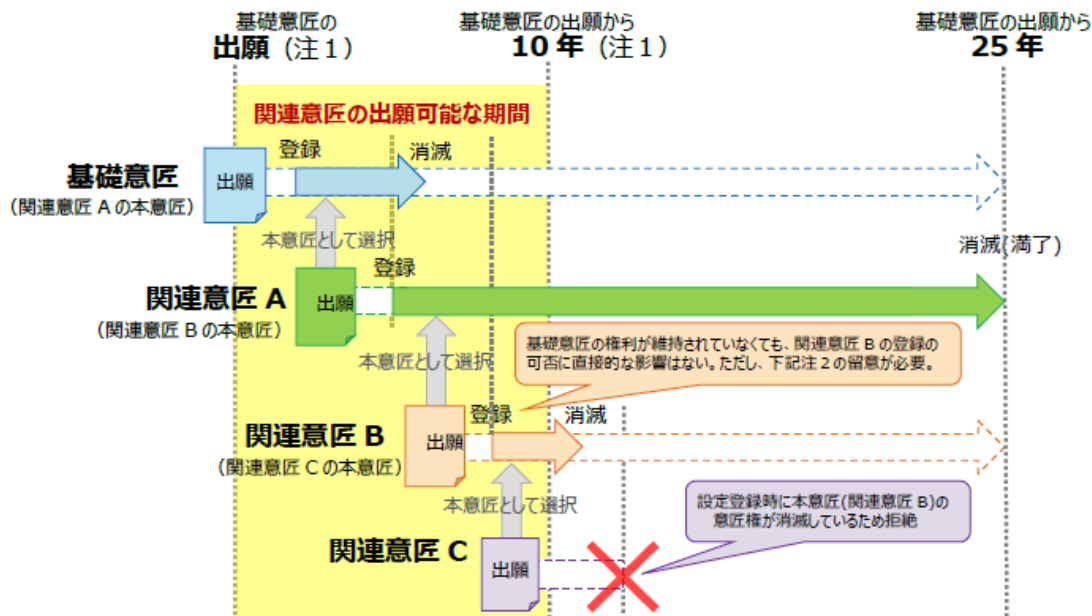 基礎意匠の
出願（注１）
基礎意匠の出願から
10年（注１）
基礎意匠の出願から
25年
関連意匠の出願可能な期間
登録
消滅
基礎意匠
（関連意匠 A の本意匠）
出願
本意匠として選択
消滅(満了)
登録
関連意匠 A
（関連意匠 B の本意匠）
出願
本意匠として選択
基礎意匠の権利が維持されていなくても、関連意匠 B の登録の
可否に直接的な影響はない。ただし、下記注２の留意が必要。
登録
消滅
関連意匠 B
（関連意匠 C の本意匠）
出願
本意匠として選択
設定登録時に本意匠(関連意匠 B)の
意匠権が消滅しているため拒絶
関連意匠 C
出願